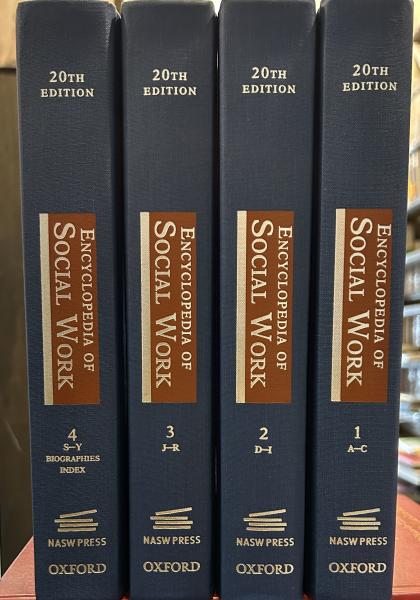 20TH
EDITION
ENCYCLOPEDIA OF
SOCIAL WORK
4
S–Y
BIOGRAPHIES
INDEX
NASW PRESS
OXFORD
20TH
EDITION
ENCYCLOPEDIA OF
SOCIAL WORK
3
J–R
NASW PRESS
OXFORD
20TH
EDITION
ENCYCLOPEDIA OF
SOCIAL WORK
2
D–I
NASW PRESS
OXFORD
20TH
EDITION
ENCYCLOPEDIA OF
SOCIAL WORK
1
A–C
NASW PRESS
OXFORD